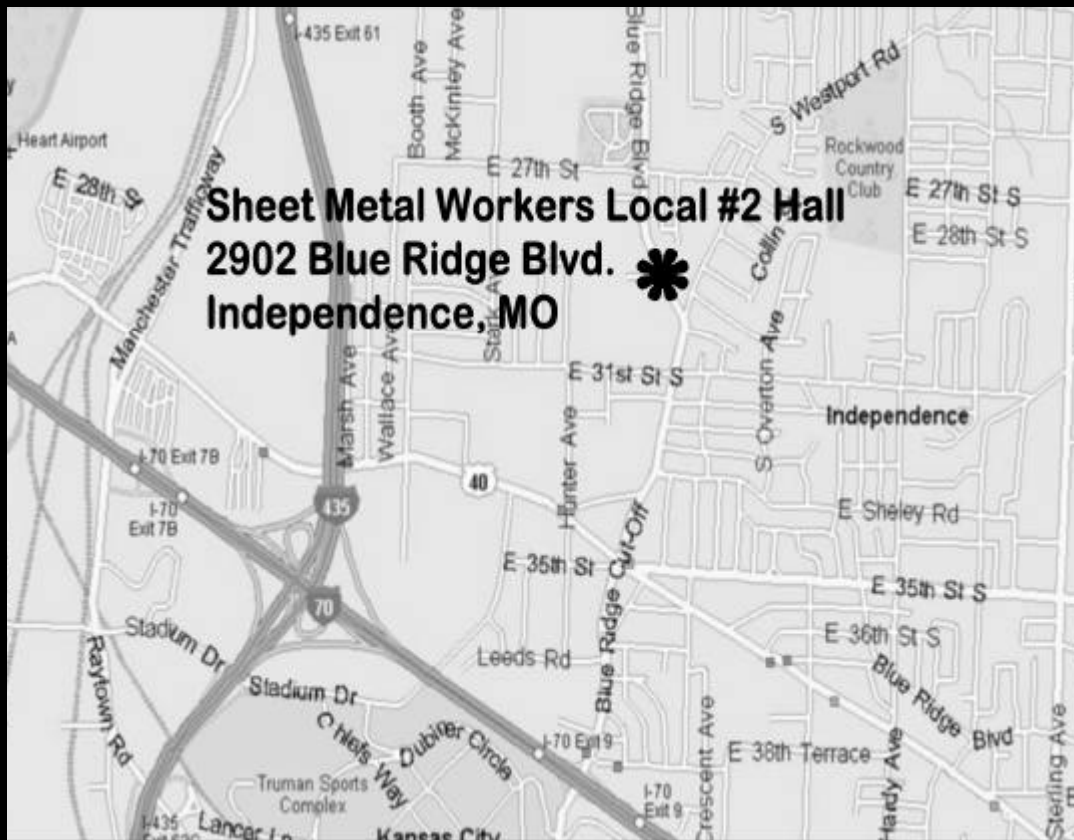 I-435 Exit 61
Booth Ave
McKinley Ave
Blue Ridge Blvd
S Westport Rd
Heart Airport
E 28th St
Manchester Trafficway
E 27th St
Rockwood
Country
Club
E 27th St S
E 28th St S
Sheet Metal Workers Local #2 Hall
2902 Blue Ridge Blvd.
Independence, MO
Collin
Stark Av
Marsh Ave
Wallace Ave
E 31st St S
S Overton Ave
Independence
Hunter Ave
I-70 Exit 7B
I-70
Exit 7B
40
435
E Sheley Rd
E 35th St
Blue Ridge Cut-Off
E 35th St S
70
Stadium Dr
Leeds Rd
E 36th St S
Blue Ridge Blvd
Raytown Rd
Stadium Dr
Chiefs Way
Dubiner Circle
I-70 Exit 9
E 38th Terrace
Crescent Ave
Hardy Ave
Sterling Ave
Truman Sports
Complex
I-70
Exit 9
I-435
Lancer
Kansas City